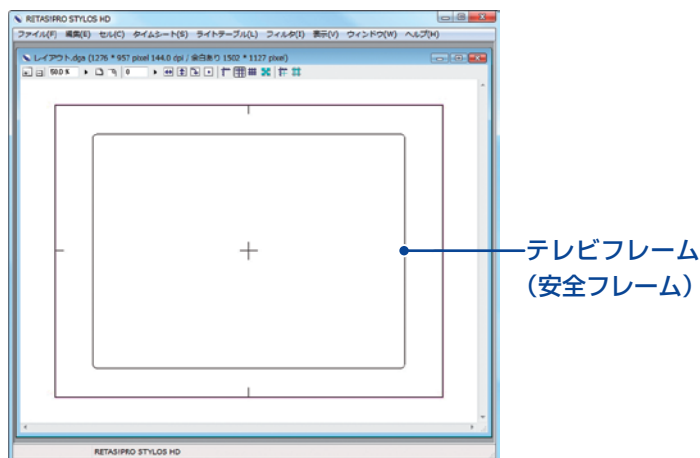 RETAS!PRO STYLOS HD
ファイル(F) 編集(E) セル(C) タイムシート(S) ライトテーブル(L) フィルタ(I) 表示(V) ウィンドウ(W) ヘルプ(H)
レイアウト.dga (1276 * 957 pixel 144.0 dpi / 余白あり 1502 * 1127 pixel)
50.0 % 0
テレビフレーム
（安全フレーム）
RETAS!PRO STYLOS HD